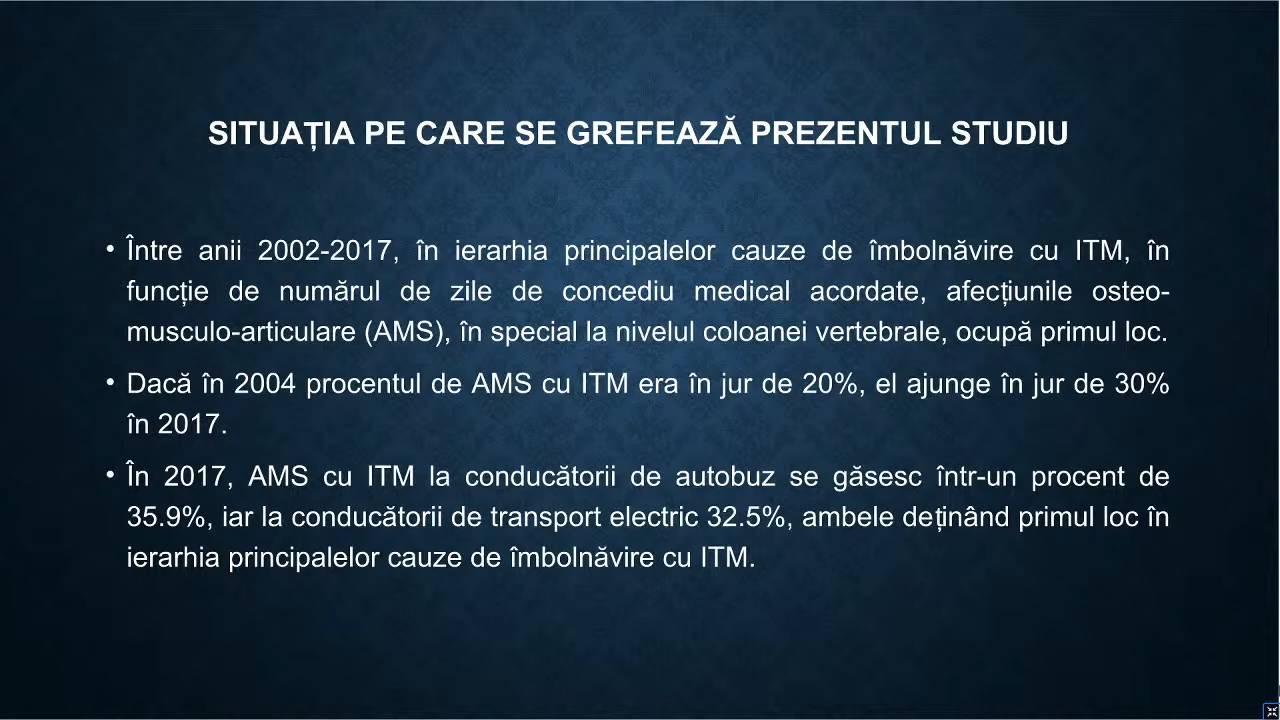 SITUAȚIA PE CARE SE GREFEAZĂ PREZENTUL STUDIU
• Între anii 2002-2017, în ierarhia principalelor cauze de îmbolnăvire cu ITM, în
funcție de numărul de zile de concediu medical acordate, afecțiunile osteo-
musculo-articulare (AMS), în special la nivelul coloanei vertebrale, ocupă primul loc.
• Dacă în 2004 procentul de AMS cu ITM era în jur de 20%, el ajunge în jur de 30%
în 2017.
• În 2017, AMS cu ITM la conducătorii de autobuz se găsesc într-un procent de
35.9%, iar la conducătorii de transport electric 32.5%, ambele deținând primul loc în
ierarhia principalelor cauze de îmbolnăvire cu ITM.